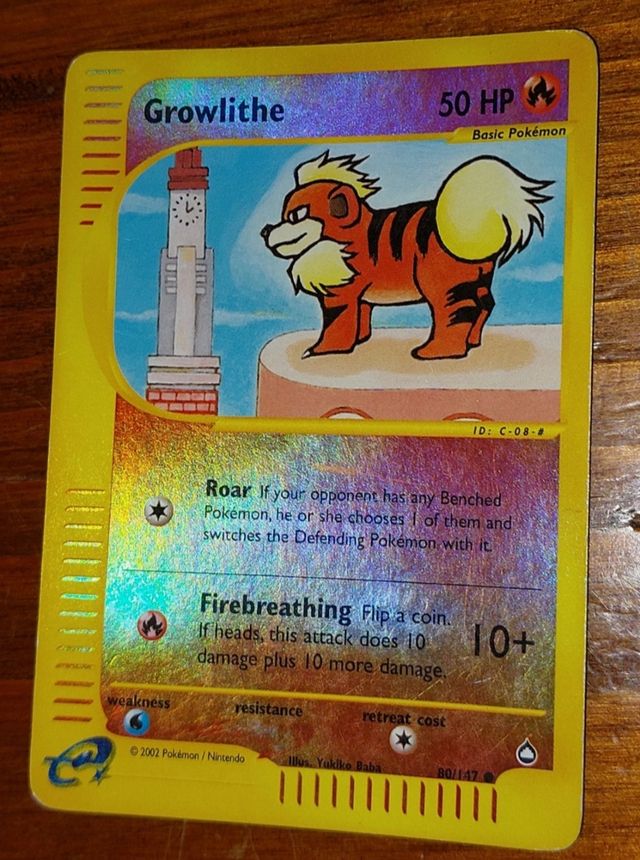 Growlithe
50 HP
Basic Pokémon
ID: C-08-#
Roar If your opponent has any Benched
Pokémon, he or she chooses 1 of them and
switches the Defending Pokémon with it.
Firebreathing Flip a coin.
If heads, this attack does 10
damage plus 10 more damage.
10+
weakness
resistance
retreat cost
© 2002 Pokémon / Nintendo
Illus. Yukiko Baba
80/147
e